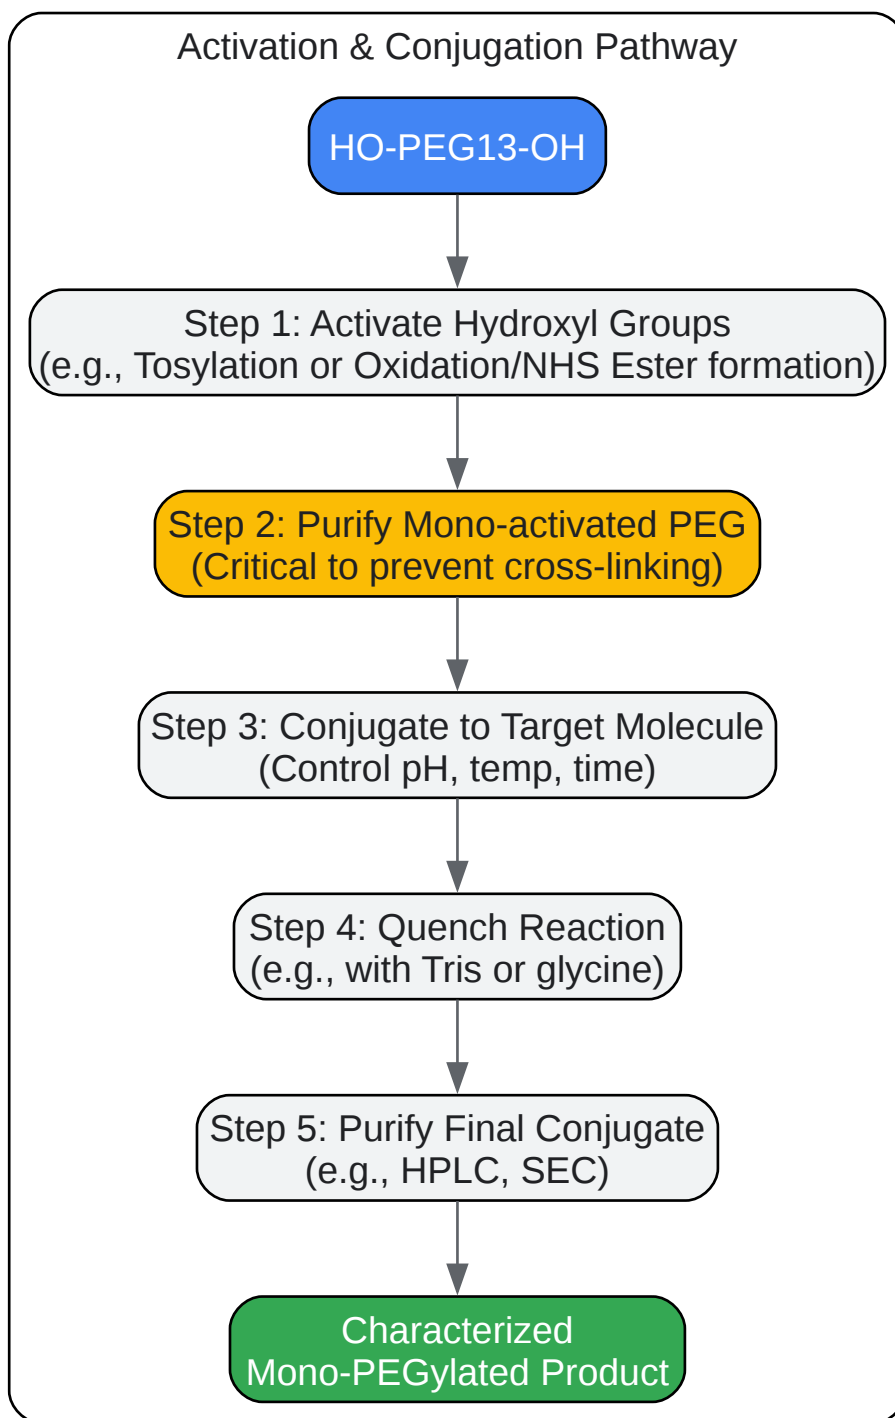 Activation & Conjugation Pathway
HO-PEG13-OH
Step 1: Activate Hydroxyl Groups
(e.g., Tosylation or Oxidation/NHS Ester formation)
Step 2: Purify Mono-activated PEG
(Critical to prevent cross-linking)
Step 3: Conjugate to Target Molecule
(Control pH, temp, time)
Step 4: Quench Reaction
(e.g., with Tris or glycine)
Step 5: Purify Final Conjugate
(e.g., HPLC, SEC)
Characterized
Mono-PEGylated Product